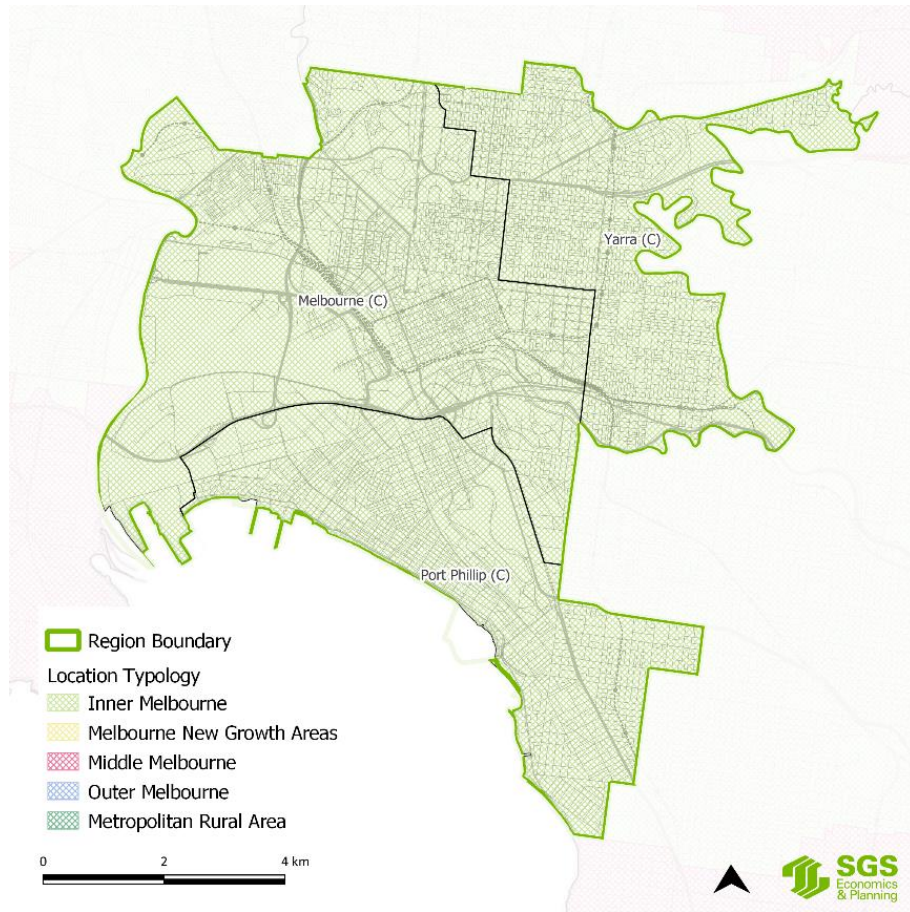 Yarra (C)
Melbourne (C)
Port Phillip (C)
Region Boundary
Location Typology
Inner Melbourne
Melbourne New Growth Areas
Middle Melbourne
Outer Melbourne
Metropolitan Rural Area
0 2 4 km
SGS
Economics
& Planning